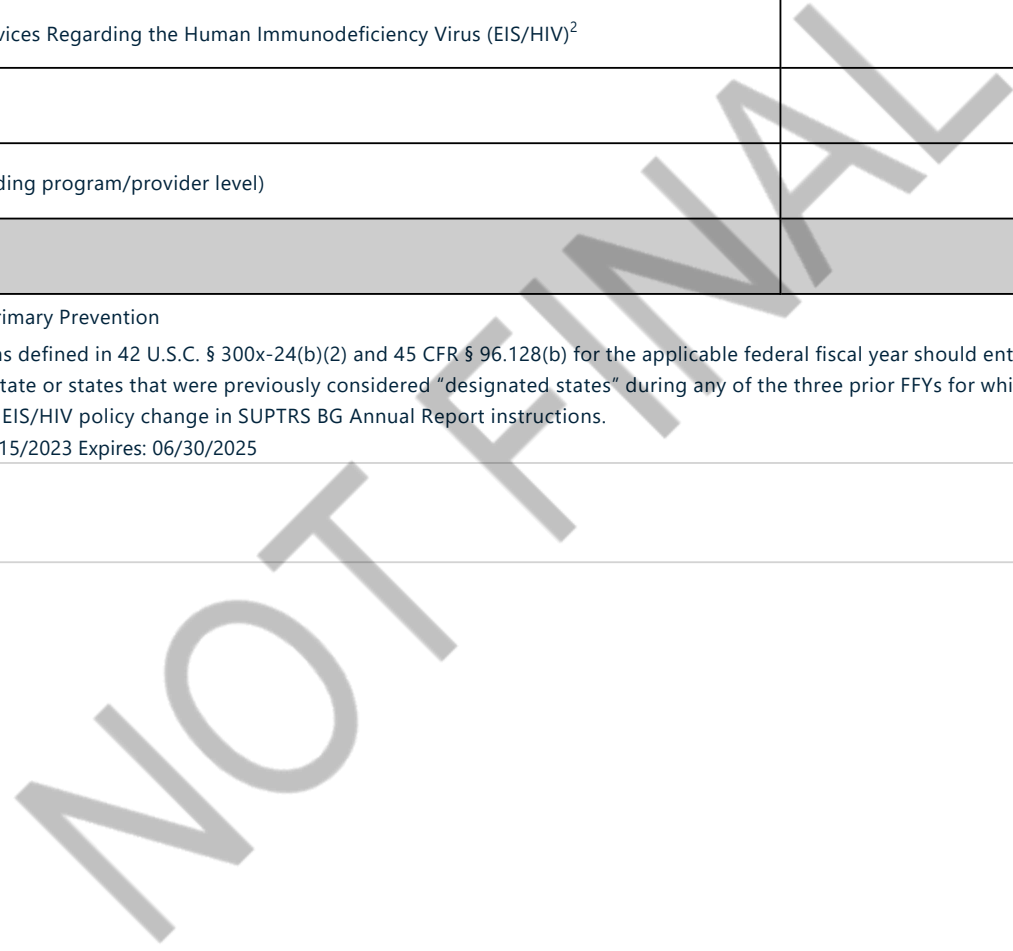 vices Regarding the Human Immunodeficiency Virus (EIS/HIV)2
ding program/provider level)
rimary Prevention
as defined in 42 U.S.C. § 300x-24(b)(2) and 45 CFR § 96.128(b) for the applicable federal fiscal year should ent
tate or states that were previously considered “designated states” during any of the three prior FFYs for whi
EIS/HIV policy change in SUPTRS BG Annual Report instructions.
15/2023 Expires: 06/30/2025
NOT FINAL